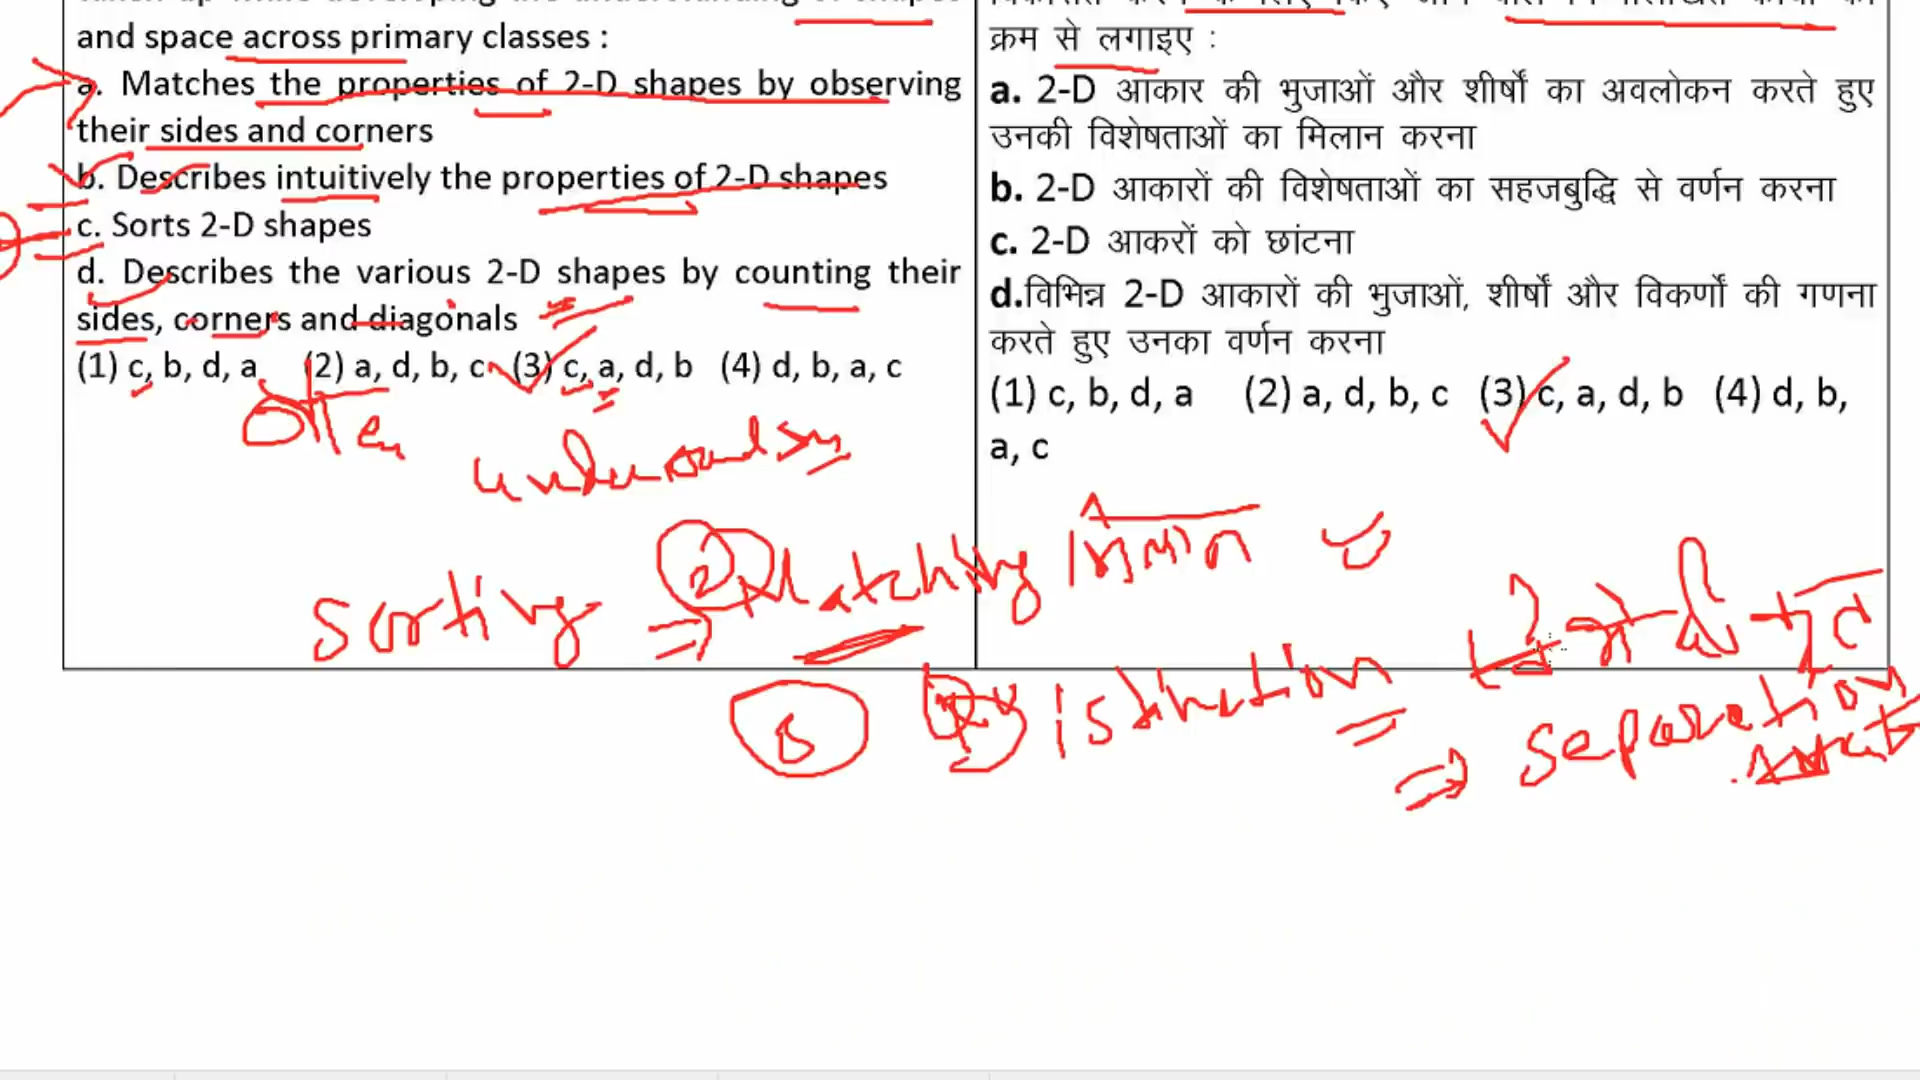 and space across primary classes :
a. Matches the properties of 2-D shapes by observing
their sides and corners
b. Describes intuitively the properties of 2-D shapes
c. Sorts 2-D shapes
d. Describes the various 2-D shapes by counting their
sides, corners and diagonals
(1) c, b, d, a (2) a, d, b, c (3) c, a, d, b (4) d, b, a, c
क्रम से लगाइए :
a. 2-D आकार की भुजाओं और शीर्षों का अवलोकन करते हुए
उनकी विशेषताओं का मिलान करना
b. 2-D आकारों की विशेषताओं का सहजबुद्धि से वर्णन करना
c. 2-D आकरों को छांटना
d.विभिन्न 2-D आकारों की भुजाओं, शीर्षों और विकर्णों की गणना
करते हुए उनका वर्णन करना
(1) c, b, d, a (2) a, d, b, c (3) c, a, d, b (4) d, b,
a, c
Sorting ⇒ 2 Matching
Distinction
⇒ Separation